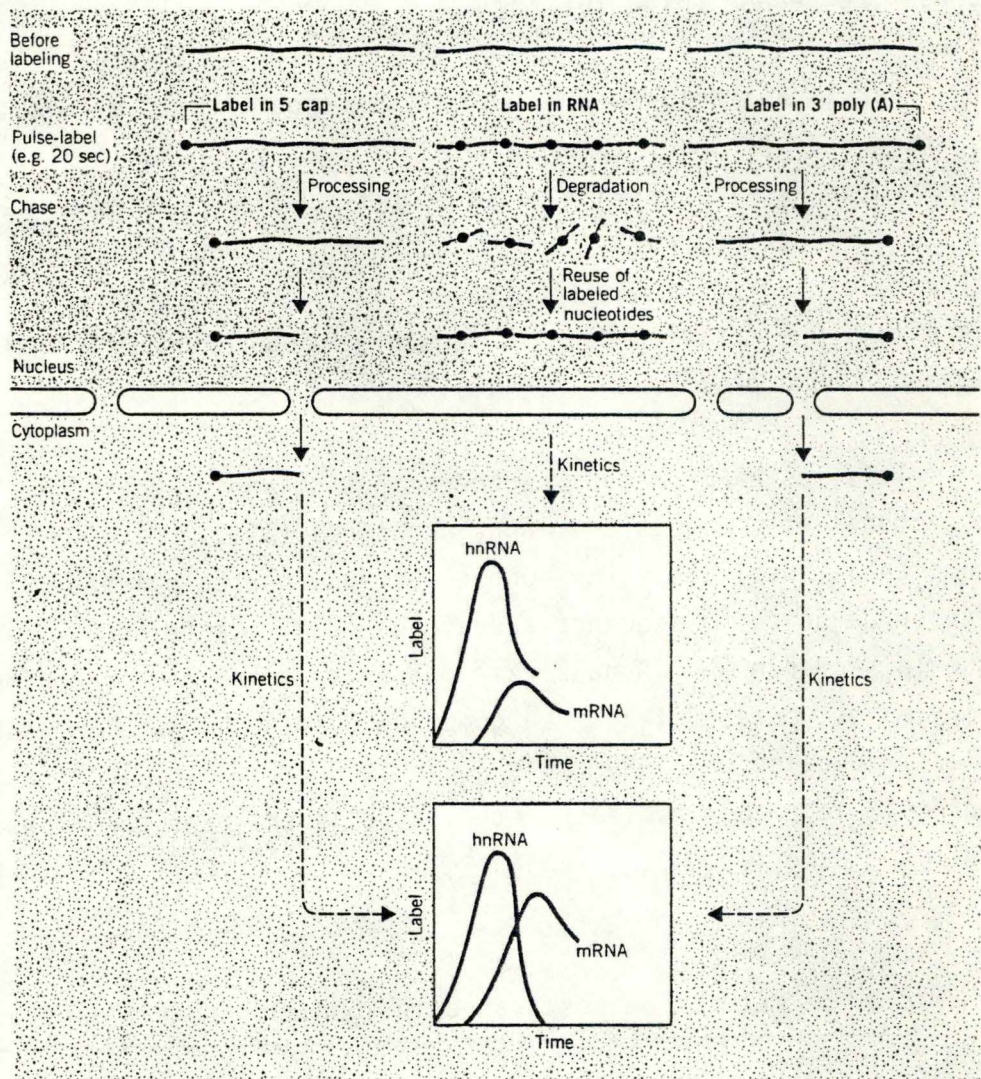 Before
labeling
Label in 5' cap
Label in RNA
Label in 3' poly (A)
Pulse-label
(e.g. 20 sec)
Processing
Degradation
Processing
Chase
Reuse of
labeled
nucleotides
Nucleus
Cytoplasm
Kinetics
hnRNA
Label
mRNA
Time
Kinetics
Kinetics
hnRNA
Label
mRNA
Time